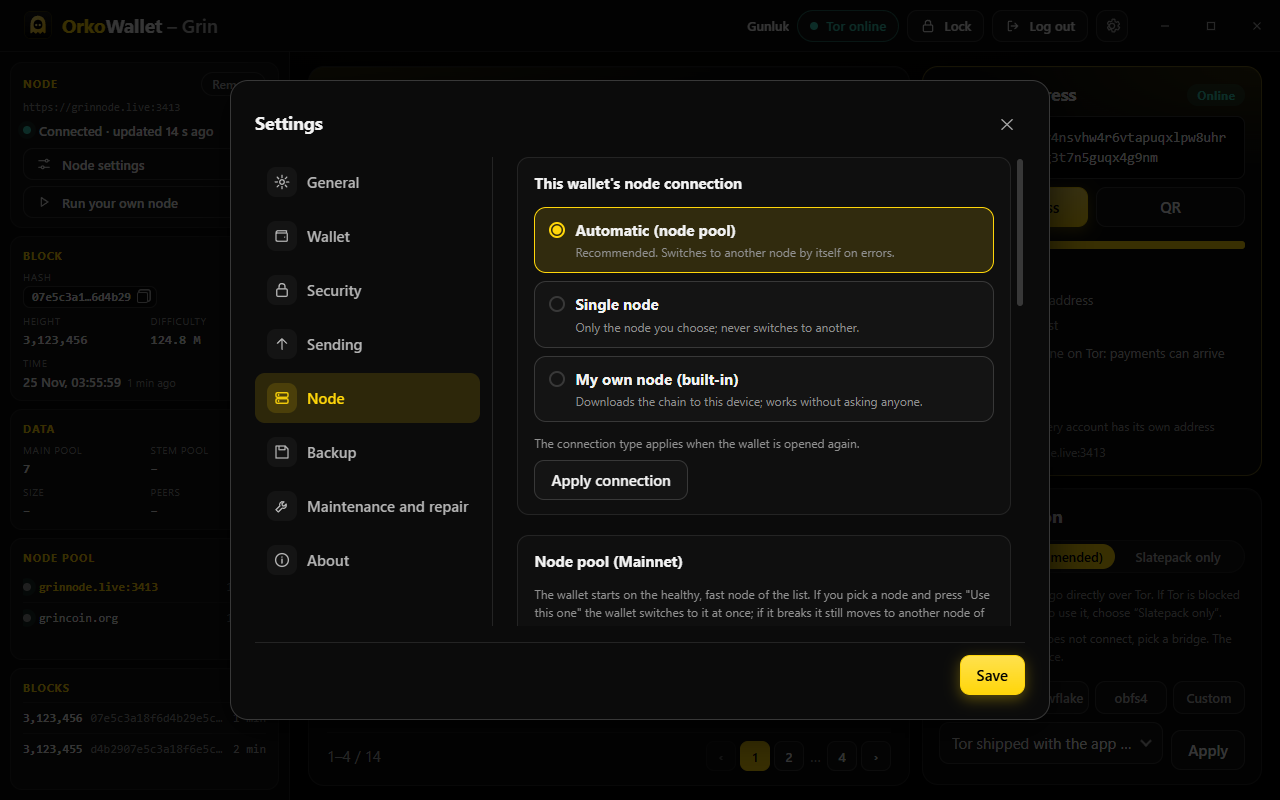 OrkoWallet – Grin
Gunluk
Tor online
Lock
Log out
NODE
Rem
https://grinnode.live:3413
Connected · updated 14 s ago
Node settings
Run your own node
BLOCK
HASH
07e5c3a1…6d4b29
HEIGHT
DIFFICULTY
3,123,456
124.8 M
TIME
25 Nov, 03:55:59 1 min ago
DATA
MAIN POOL
STEM POOL
7
–
SIZE
PEERS
–
–
NODE POOL
grinnode.live:3413
grincoin.org
BLOCKS
3,123,456 07e5c3a18f6d4b29e5c… 1 min
3,123,455 d4b2907e5c3a18f6e5c… 2 min
Settings
General
Wallet
Security
Sending
Node
Backup
Maintenance and repair
About
This wallet's node connection
Automatic (node pool)
Recommended. Switches to another node by itself on errors.
Single node
Only the node you choose; never switches to another.
My own node (built-in)
Downloads the chain to this device; works without asking anyone.
The connection type applies when the wallet is opened again.
Apply connection
Node pool (Mainnet)
The wallet starts on the healthy, fast node of the list. If you pick a node and press "Use
this one" the wallet switches to it at once; if it breaks it still moves to another node of
Save
1–4 / 14
‹
1
2
…
4
›
ress
Online
4nsvhw4r6vtapuqxlpw8uhr
3t7n5guqx4g9nm
ss
QR
address
st
ne on Tor: payments can arrive
ery account has its own address
e.live:3413
on
mended)
Slatepack only
go directly over Tor. If Tor is blocked
use it, choose "Slatepack only".
oes not connect, pick a bridge. The
ce.
wflake
obfs4
Custom
Tor shipped with the app ...
Apply